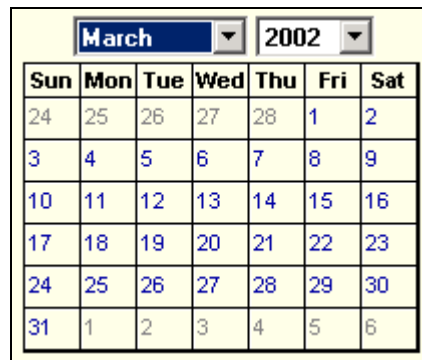 March 2002
Sun Mon Tue Wed Thu Fri Sat
24 25 26 27 28 1 2
3 4 5 6 7 8 9
10 11 12 13 14 15 16
17 18 19 20 21 22 23
24 25 26 27 28 29 30
31 1 2 3 4 5 6